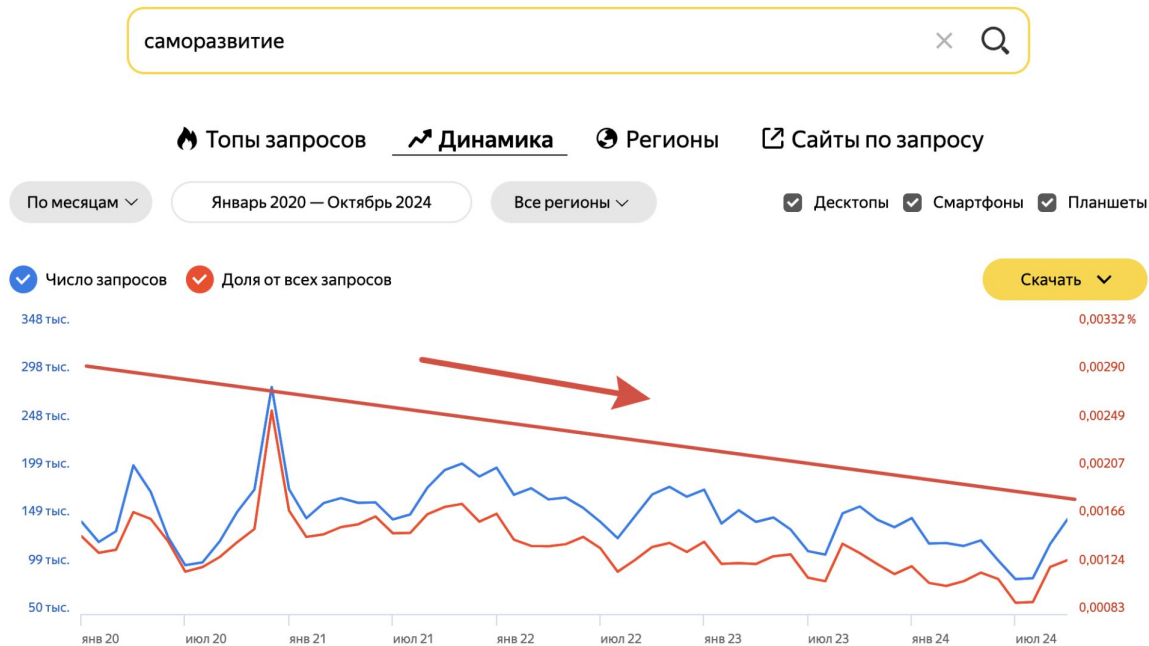 саморазвитие
Топы запросов Динамика Регионы Сайты по запросу
По месяцам Январь 2020 — Октябрь 2024 Все регионы Десктопы Смартфоны Планшеты
Число запросов Доля от всех запросов Скачать
348 тыс. 0,00332 %
298 тыс. 0,00290
248 тыс. 0,00249
199 тыс. 0,00207
149 тыс. 0,00166
99 тыс. 0,00124
50 тыс. 0,00083
янв 20 июл 20 янв 21 июл 21 янв 22 июл 22 янв 23 июл 23 янв 24 июл 24